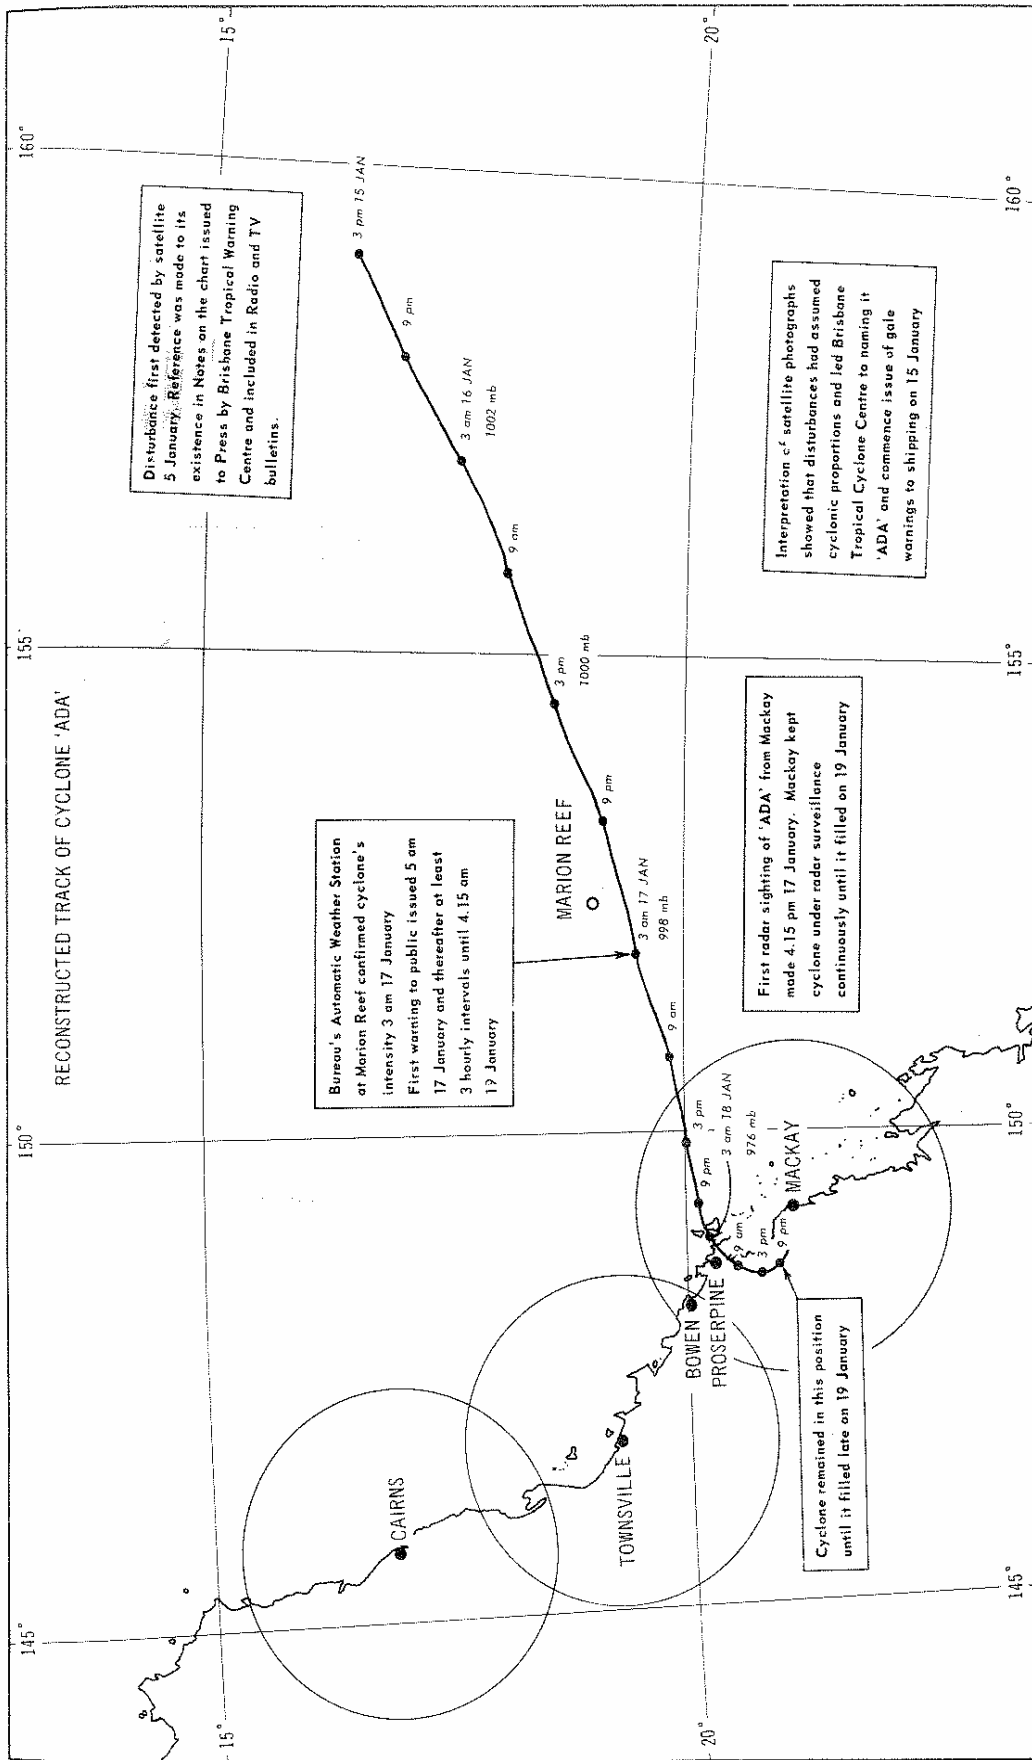 RECONSTRUCTED TRACK OF CYCLONE 'ADA'
145°
150°
155°
160°
15°
15°
Disturbance first detected by satellite
5 January. Reference was made to its
existence in Notes on the chart issued
to Press by Brisbane Tropical Warning
Centre and included in Radio and TV
bulletins.
Bureau's Automatic Weather Station
at Marion Reef confirmed cyclone's
intensity 3 am 17 January
First warning to public issued 5 am
17 January and thereafter at least
3 hourly intervals until 4.15 am
19 January
3 pm 15 JAN
9 pm
3 am 16 JAN
1002 mb
9 am
3 pm
1000 mb
9 pm
MARION REEF
3 am 17 JAN
998 mb
9 am
3 pm
9 pm
3 am 18 JAN
976 mb
9 am
3 pm
9 pm
CAIRNS
TOWNSVILLE
BOWEN
PROSERPINE
MACKAY
20°
20°
Interpretation of satellite photographs
showed that disturbances had assumed
cyclonic proportions and led Brisbane
Tropical Cyclone Centre to naming it
'ADA' and commence issue of gale
warnings to shipping on 15 January
First radar sighting of 'ADA' from Mackay
made 4.15 pm 17 January. Mackay kept
cyclone under radar surveillance
continuously until it filled on 19 January
Cyclone remained in this position
until it filled late on 19 January
145°
150°
155°
160°